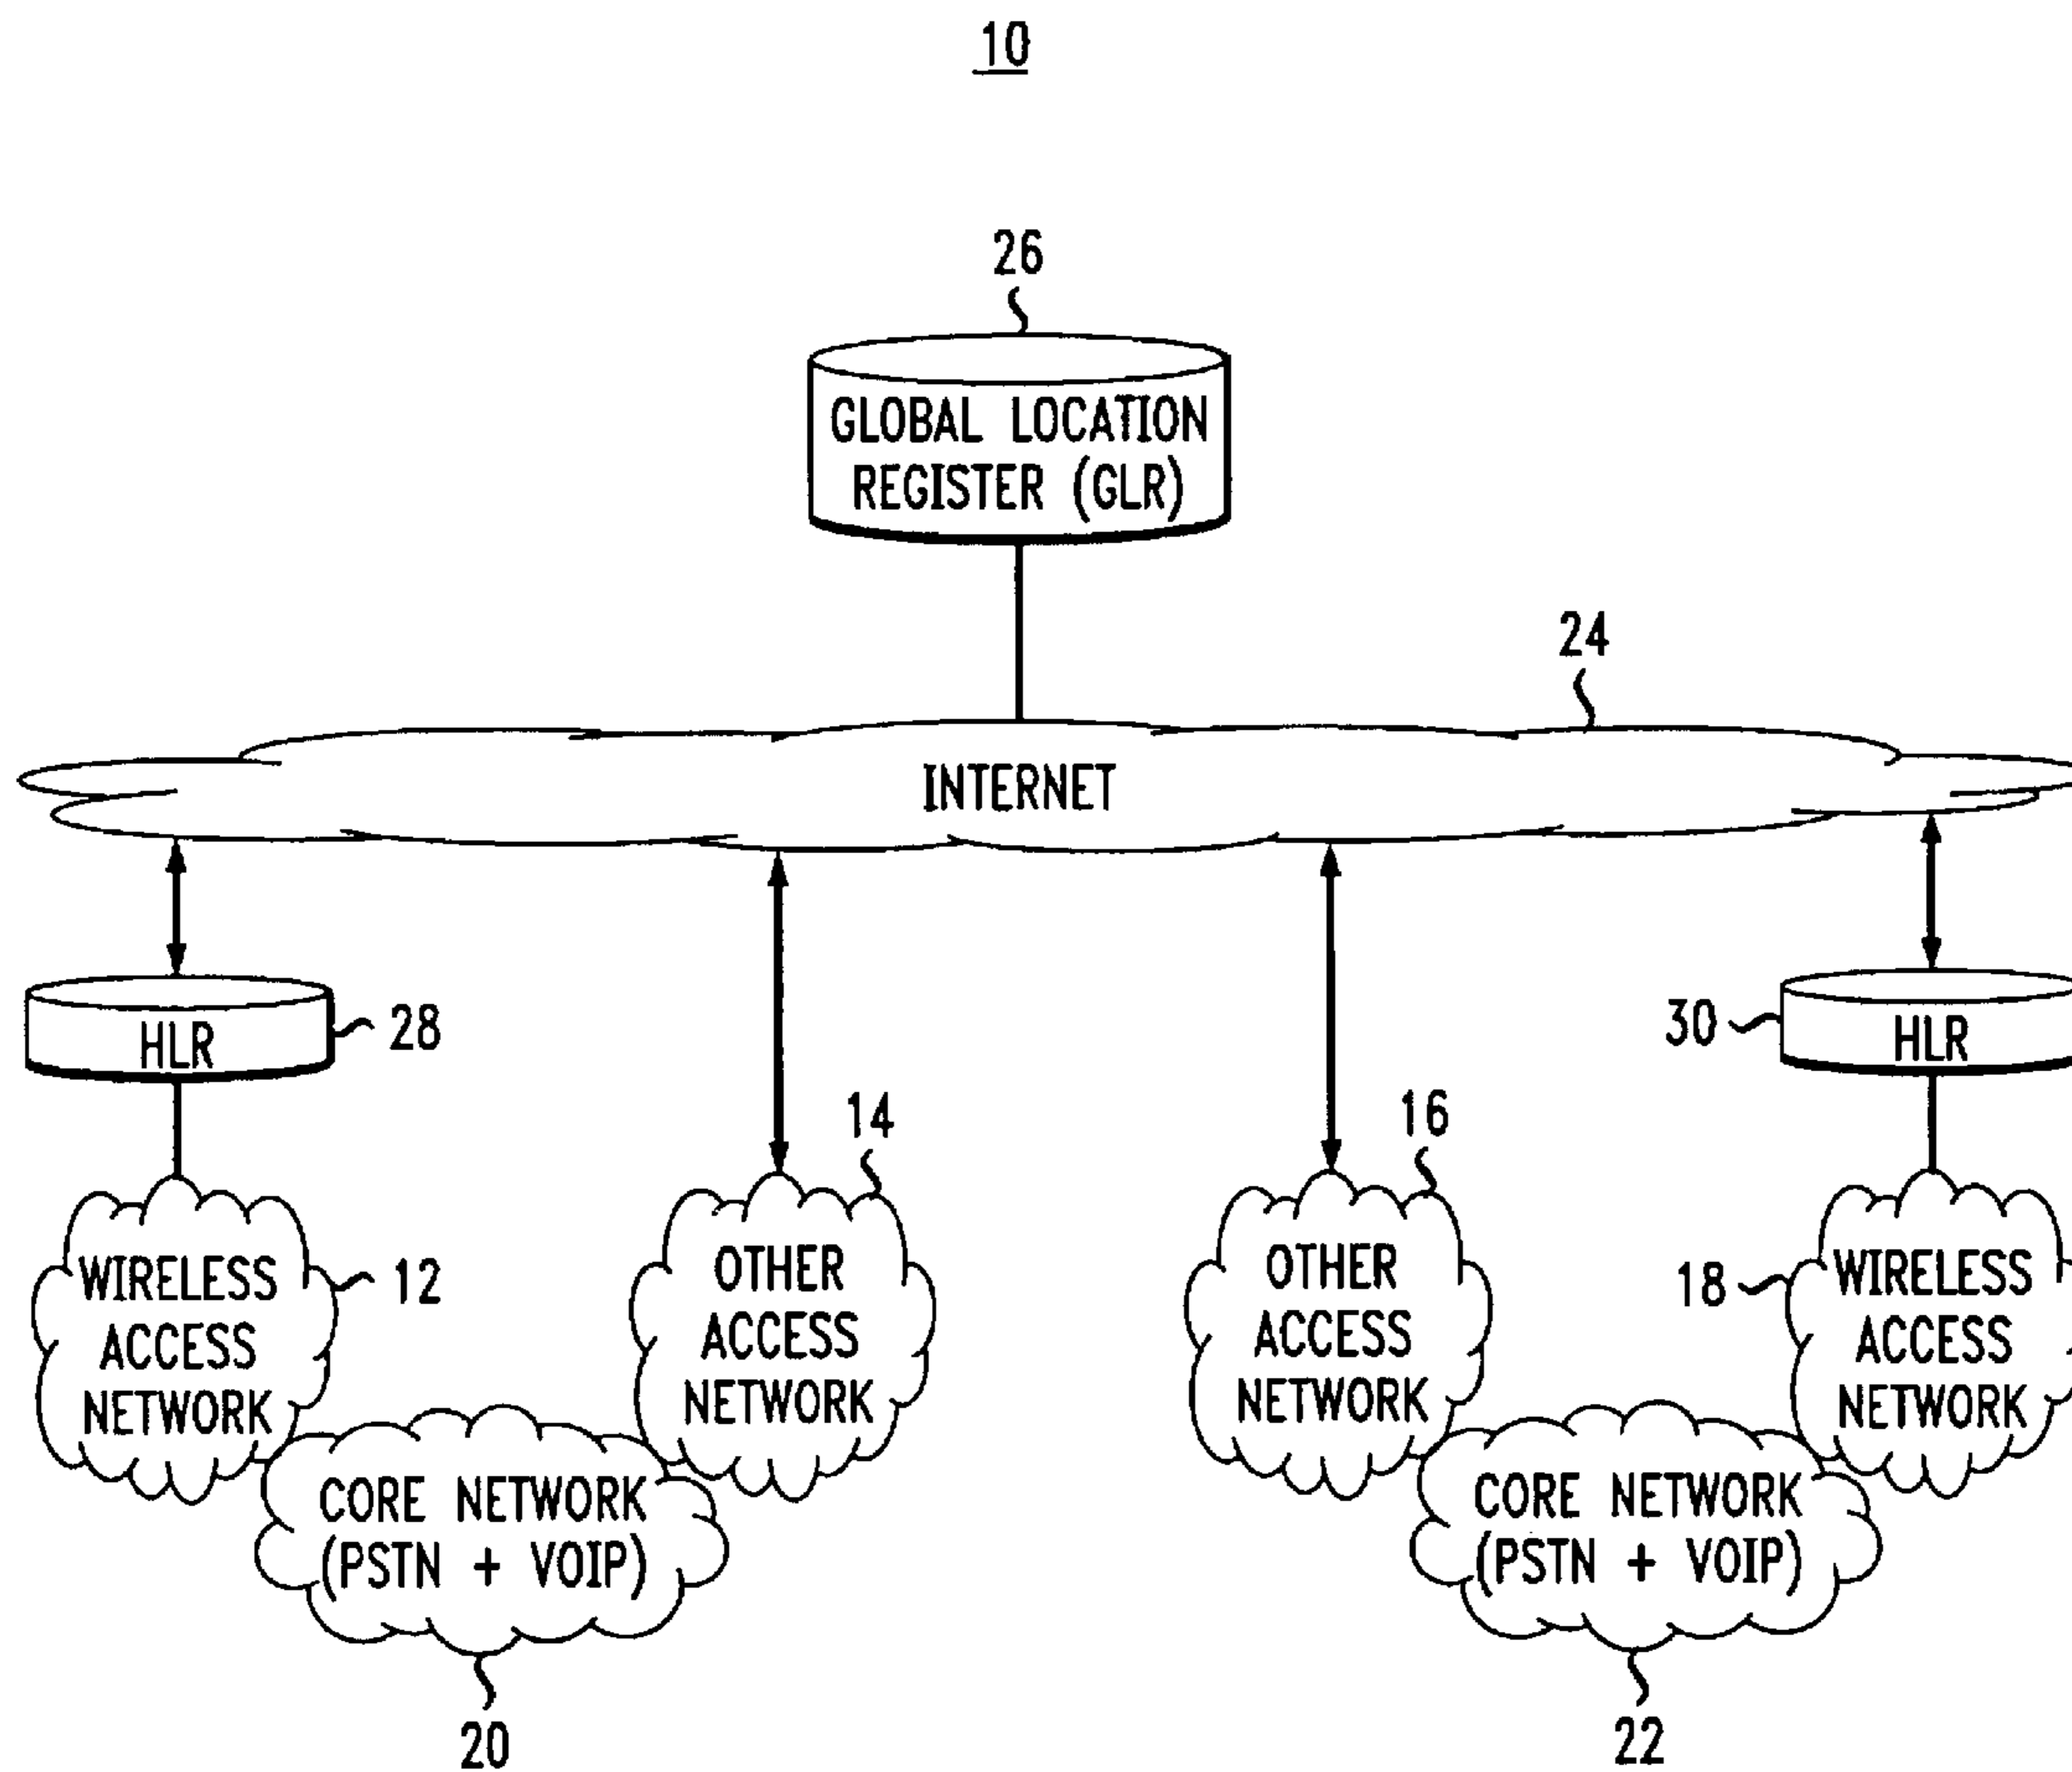 10
26
GLOBAL LOCATION
REGISTER (GLR)
24
INTERNET
HLR
28
30
HLR
14
16
WIRELESS
ACCESS
NETWORK
12
OTHER
ACCESS
NETWORK
OTHER
ACCESS
NETWORK
18
WIRELESS
ACCESS
NETWORK
CORE NETWORK
(PSTN + VOIP)
CORE NETWORK
(PSTN + VOIP)
20
22